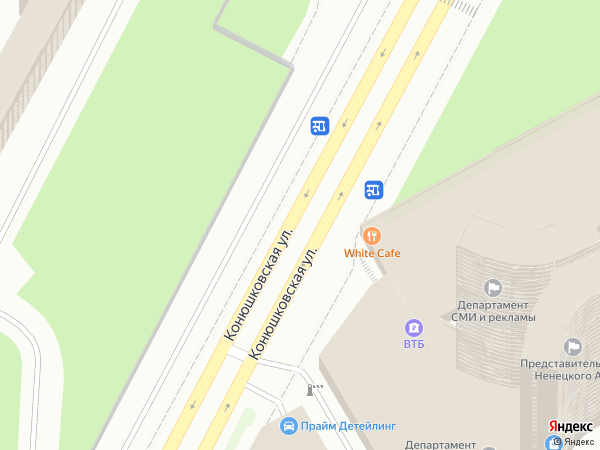 Конюшковская ул.
Конюшковская ул.
White Cafe
Департамент
СМИ и рекламы
ВТБ
Представитель
Ненецкого А
Прайм Детейлинг
Департамент
Яндекс
© Яндекс